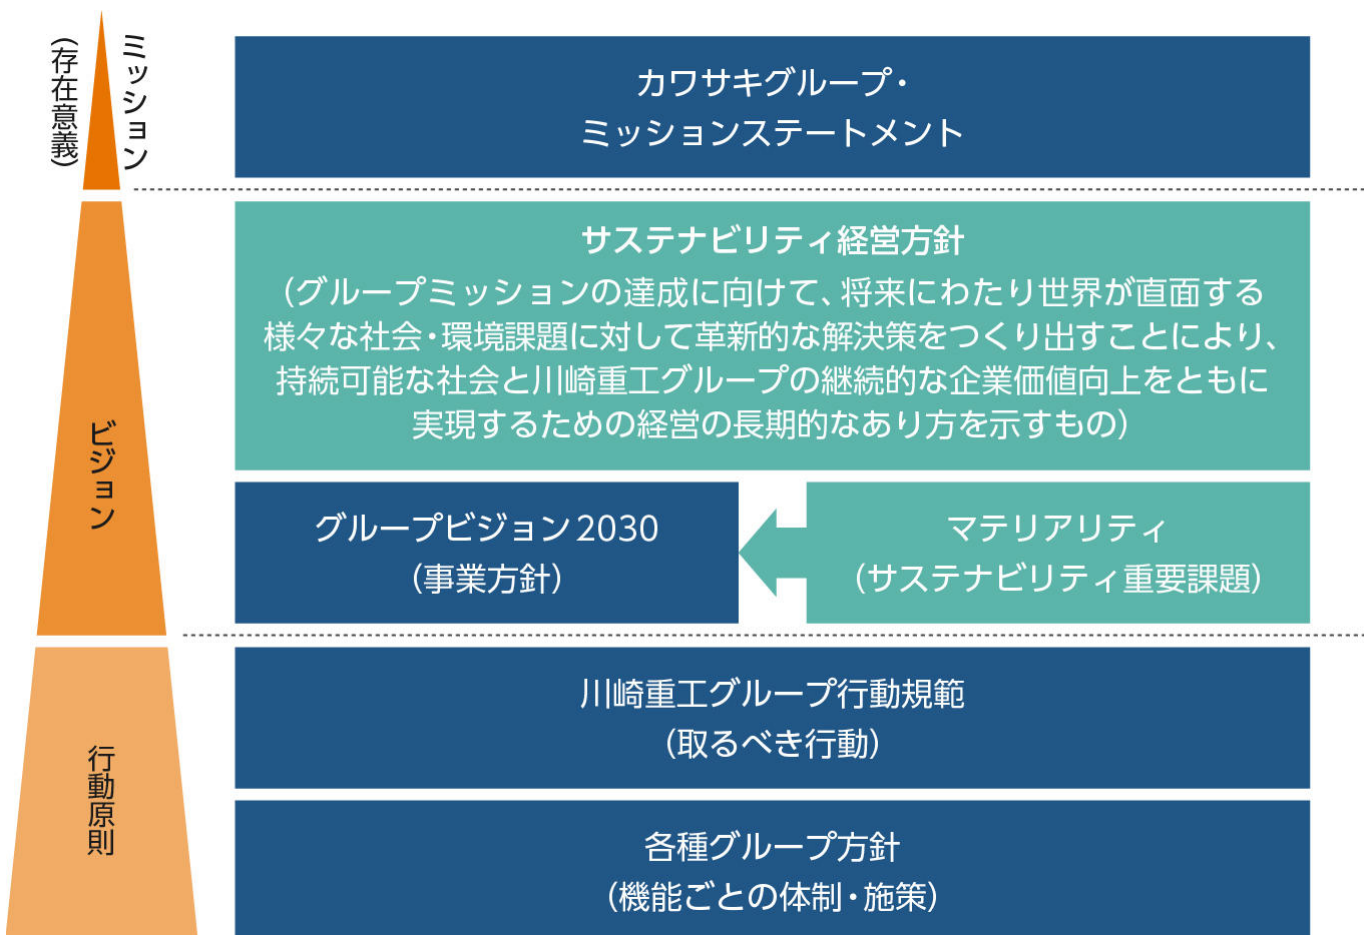 ミッション
（存在意義）
カワサキグループ・
ミッションステートメント
ビジョン
サステナビリティ経営方針
（グループミッションの達成に向けて、将来にわたり世界が直面する
様々な社会・環境課題に対して革新的な解決策をつくり出すことにより、
持続可能な社会と川崎重工グループの継続的な企業価値向上をともに
実現するための経営の長期的なあり方を示すもの）
グループビジョン2030
（事業方針）
マテリアリティ
（サステナビリティ重要課題）
行動原則
川崎重工グループ行動規範
（取るべき行動）
各種グループ方針
（機能ごとの体制・施策）